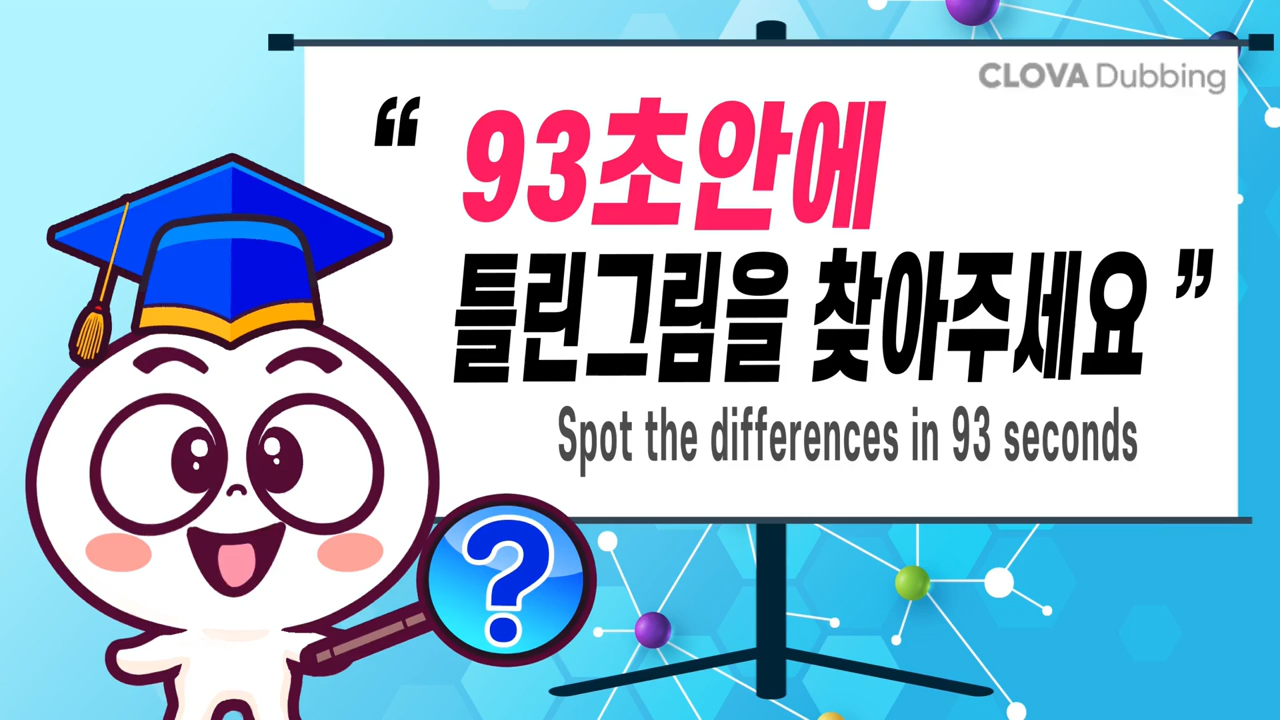 CLOVA Dubbing
“ 93초안에
틀린그림을 찾아주세요 ”
Spot the differences in 93 seconds
?